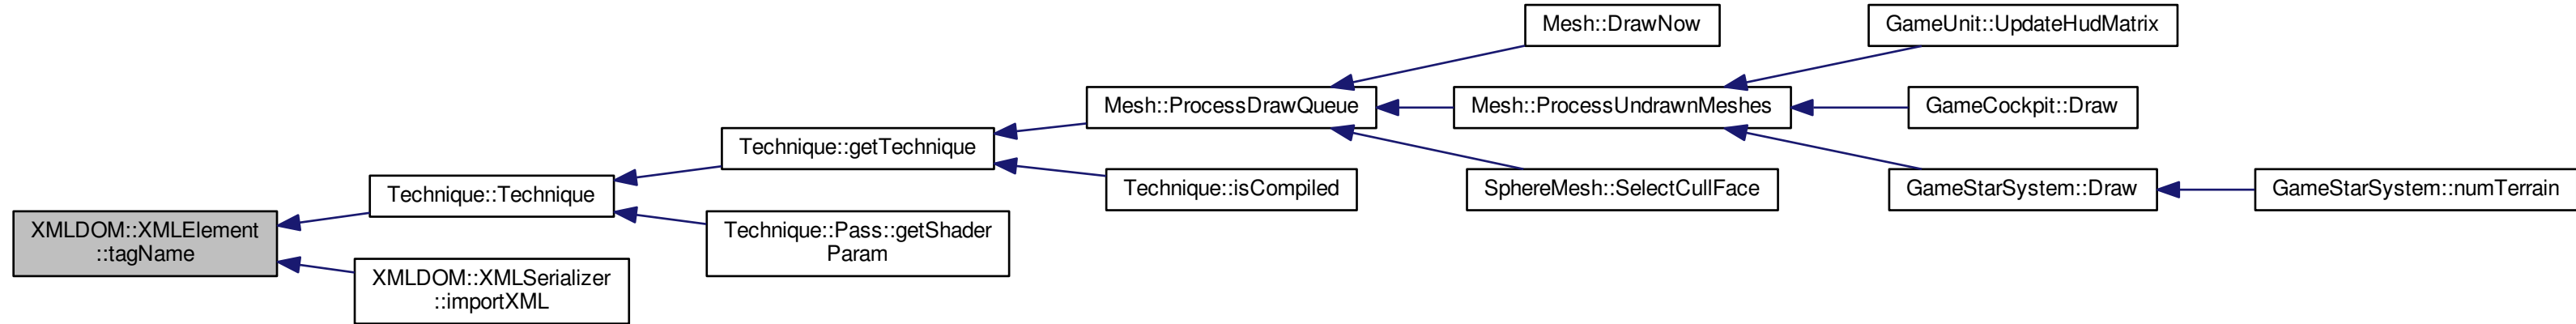 XMLDOM::XMLElement
::tagName
Technique::Technique
XMLDOM::XMLSerializer
::importXML
Technique::getTechnique
Technique::Pass::getShader
Param
Mesh::ProcessDrawQueue
Technique::isCompiled
Mesh::DrawNow
Mesh::ProcessUndrawnMeshes
SphereMesh::SelectCullFace
GameUnit::UpdateHudMatrix
GameCockpit::Draw
GameStarSystem::Draw
GameStarSystem::numTerrain